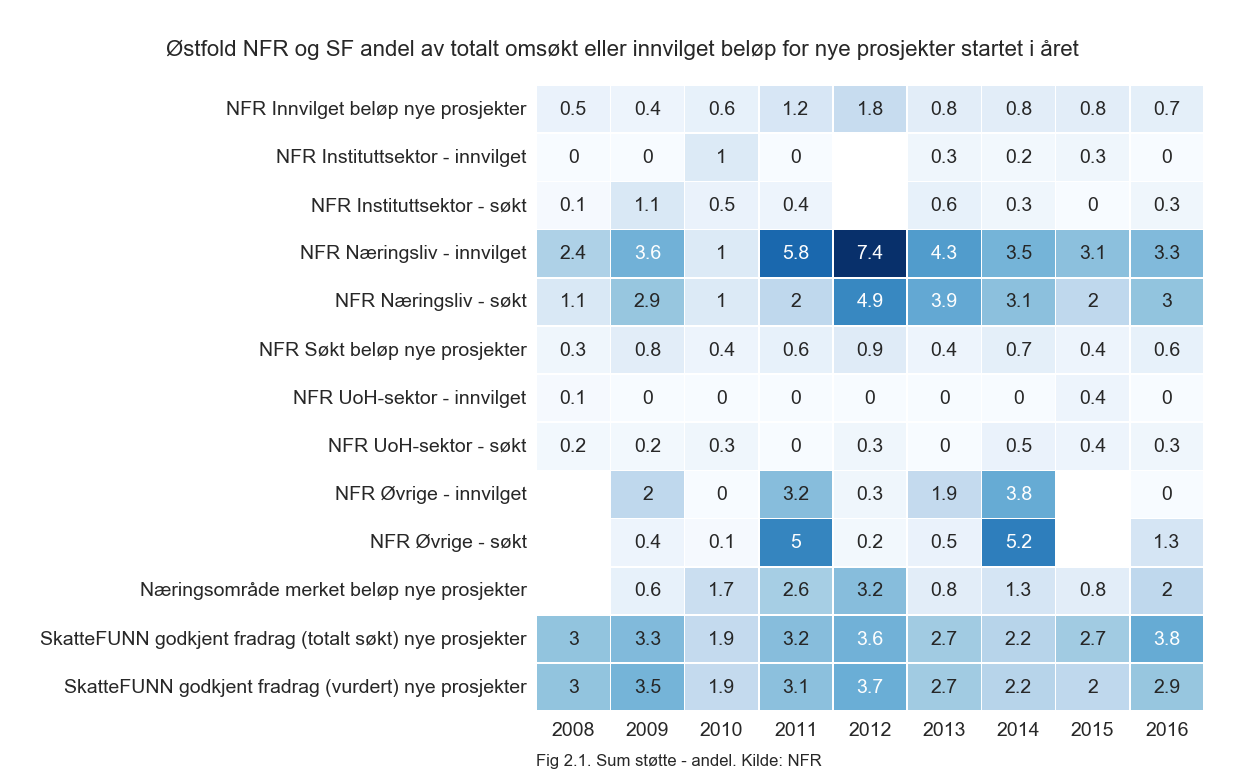 Østfold NFR og SF andel av totalt omsøkt eller innvilget beløp for nye prosjekter startet i året
NFR Innvilget beløp nye prosjekter 0.5 0.4 0.6 1.2 1.8 0.8 0.8 0.8 0.7
NFR Instituttsektor - innvilget 0 0 1 0 0.3 0.2 0.3 0
NFR Instituttsektor - søkt 0.1 1.1 0.5 0.4 0.6 0.3 0 0.3
NFR Næringsliv - innvilget 2.4 3.6 1 5.8 7.4 4.3 3.5 3.1 3.3
NFR Næringsliv - søkt 1.1 2.9 1 2 4.9 3.9 3.1 2 3
NFR Søkt beløp nye prosjekter 0.3 0.8 0.4 0.6 0.9 0.4 0.7 0.4 0.6
NFR UoH-sektor - innvilget 0.1 0 0 0 0 0 0 0.4 0
NFR UoH-sektor - søkt 0.2 0.2 0.3 0 0.3 0 0.5 0.4 0.3
NFR Øvrige - innvilget 2 0 3.2 0.3 1.9 3.8 0
NFR Øvrige - søkt 0.4 0.1 5 0.2 0.5 5.2 1.3
Næringsområde merket beløp nye prosjekter 0.6 1.7 2.6 3.2 0.8 1.3 0.8 2
SkatteFUNN godkjent fradrag (totalt søkt) nye prosjekter 3 3.3 1.9 3.2 3.6 2.7 2.2 2.7 3.8
SkatteFUNN godkjent fradrag (vurdert) nye prosjekter 3 3.5 1.9 3.1 3.7 2.7 2.2 2 2.9
2008 2009 2010 2011 2012 2013 2014 2015 2016
Fig 2.1. Sum støtte - andel. Kilde: NFR